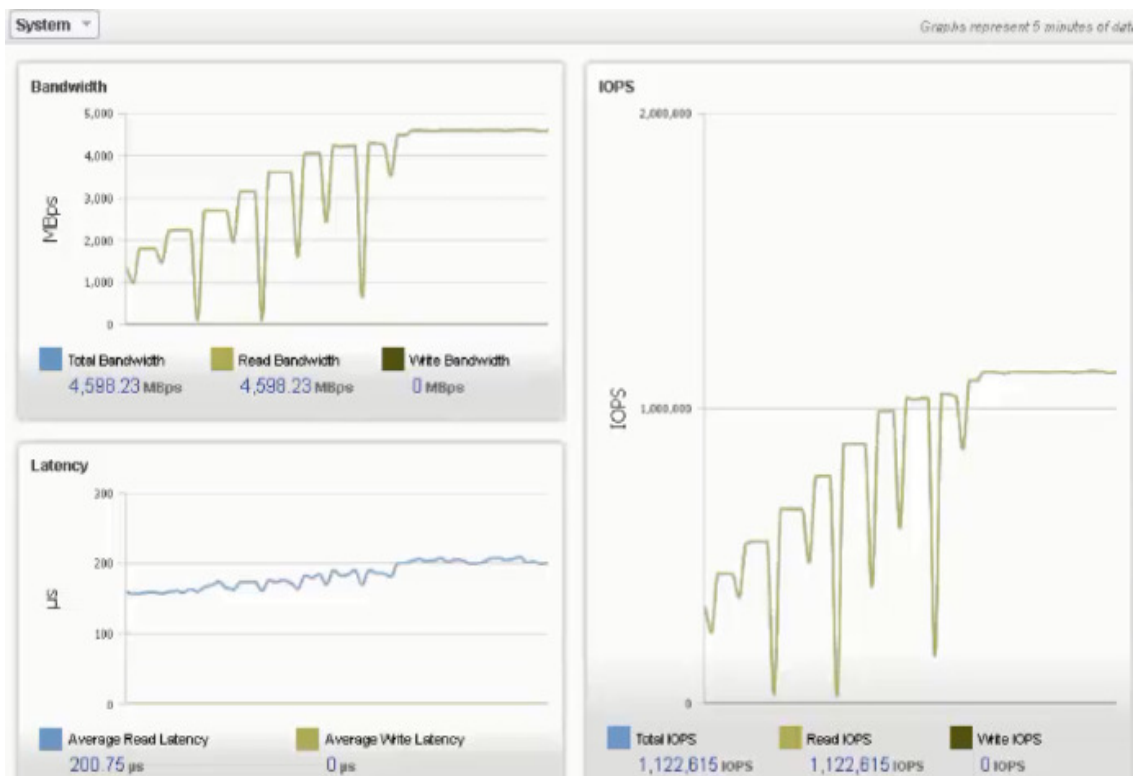 System
Graphs represent 5 minutes of data
Bandwidth
5,000
4,000
3,000
2,000
1,000
0
MBps
Total Bandwidth
Read Bandwidth
Write Bandwidth
4,598.23 MBps
4,598.23 MBps
0 MBps
Latency
300
200
100
0
µs
Average Read Latency
Average Write Latency
200.75 µs
0 µs
IOPS
2,000,000
1,000,000
0
IOPS
Total IOPS
Read IOPS
Write IOPS
1,122,615 IOPS
1,122,615 IOPS
0 IOPS